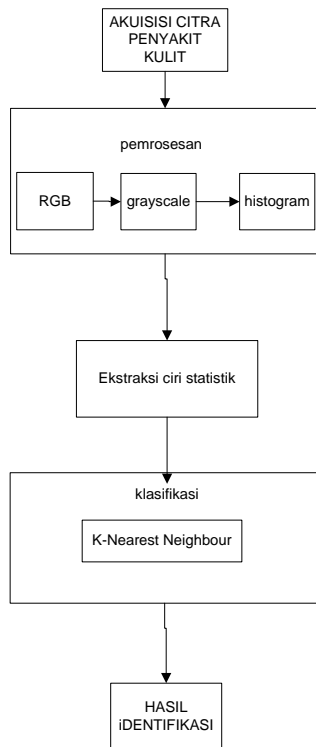 AKUISISI CITRA
PENYAKIT
KULIT
pemrosesan
RGB
grayscale
histogram
Ekstraksi ciri statistik
klasifikasi
K-Nearest Neighbour
HASIL
iDENTIFIKASI